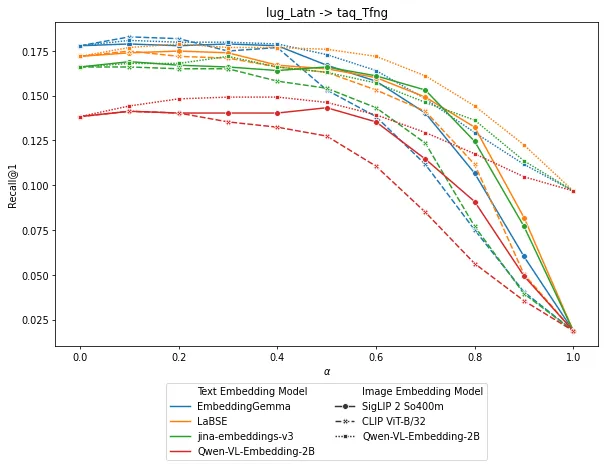 lug_Latn -> taq_Tfng
Recall@1
0.175
0.150
0.125
0.100
0.075
0.050
0.025
0.0 0.2 0.4 0.6 0.8 1.0
α
Text Embedding Model
EmbeddingGemma
LaBSE
jina-embeddings-v3
Qwen-VL-Embedding-2B
Image Embedding Model
SigLIP 2 So400m
CLIP ViT-B/32
Qwen-VL-Embedding-2B